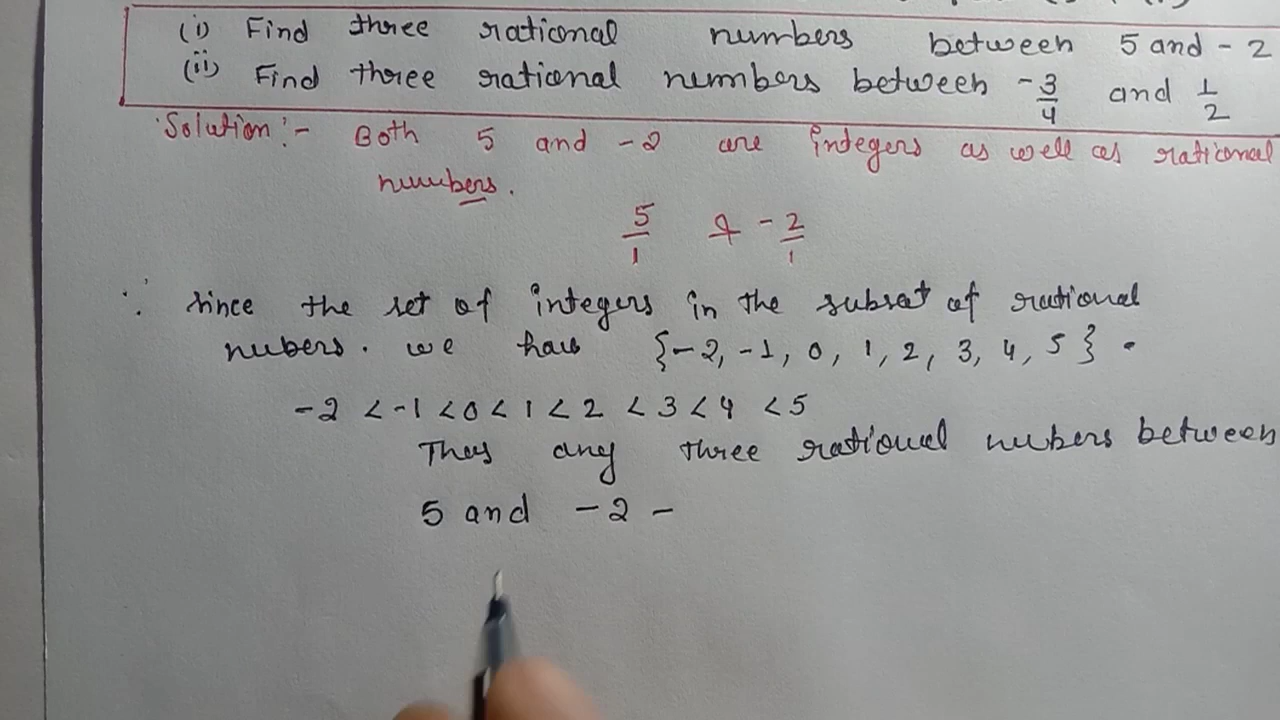 (i) Find three rational numbers between 5 and - 2
(ii) Find three rational numbers between -3/4 and 1/2
Solution:- Both 5 and -2 are integers as well as rational
numbers.
5/1 & -2/1
∵ since the set of integers in the subset of rational
nubers. we have {-2, -1, 0, 1, 2, 3, 4, 5}.
-2 < -1 < 0 < 1 < 2 < 3 < 4 < 5
Thus any three rational nubers between
5 and -2 -